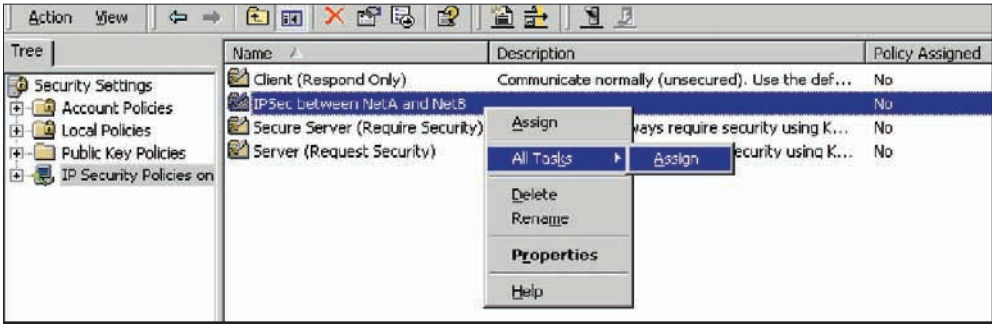 Action View
Tree
Name Description Policy Assigned
Security Settings
Account Policies
Local Policies
Public Key Policies
IP Security Policies on
Client (Respond Only) Communicate normally (unsecured). Use the def... No
IPSec between NetA and NetB No
Secure Server (Require Security) ways require security using K... No
Server (Request Security) ecurity using K... No
Assign
All Tasks Assign
Delete
Rename
Properties
Help